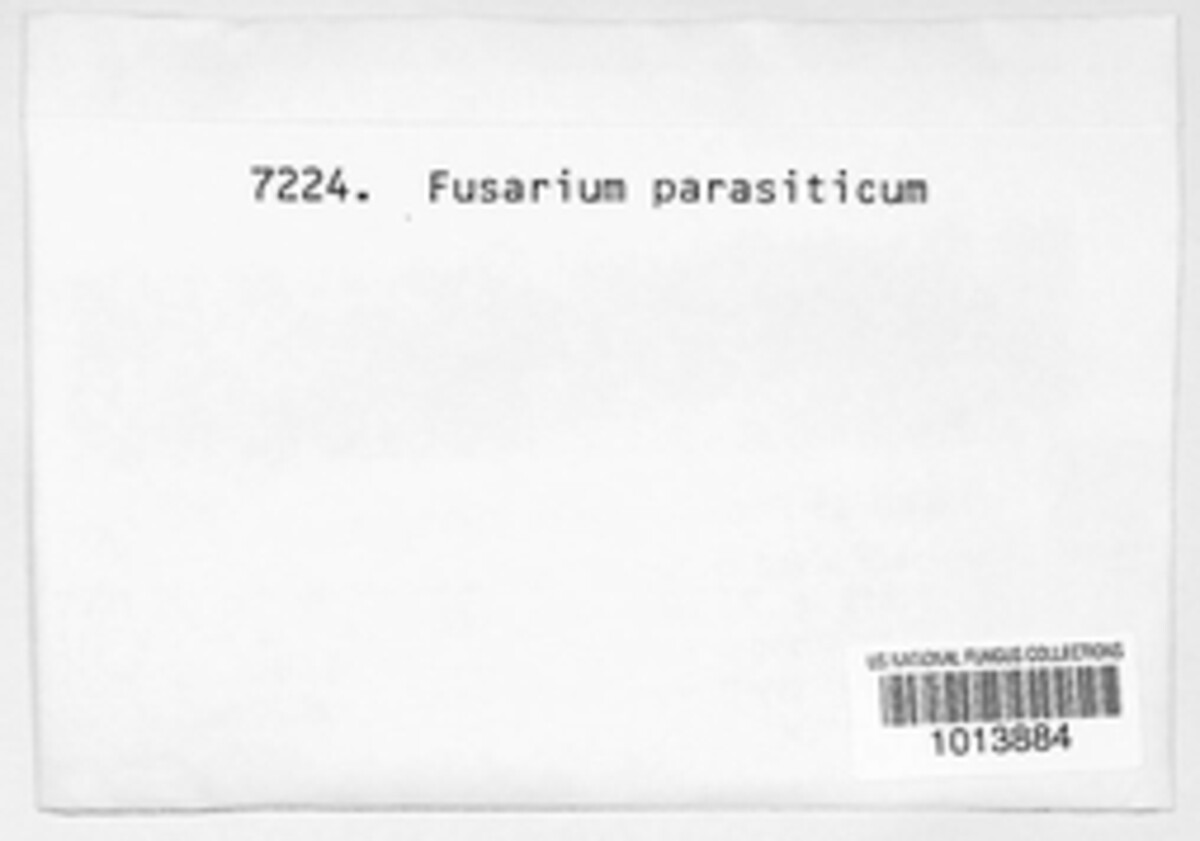 7224. Fusarium parasiticum
US NATIONAL FUNGUS COLLECTIONS
1013884